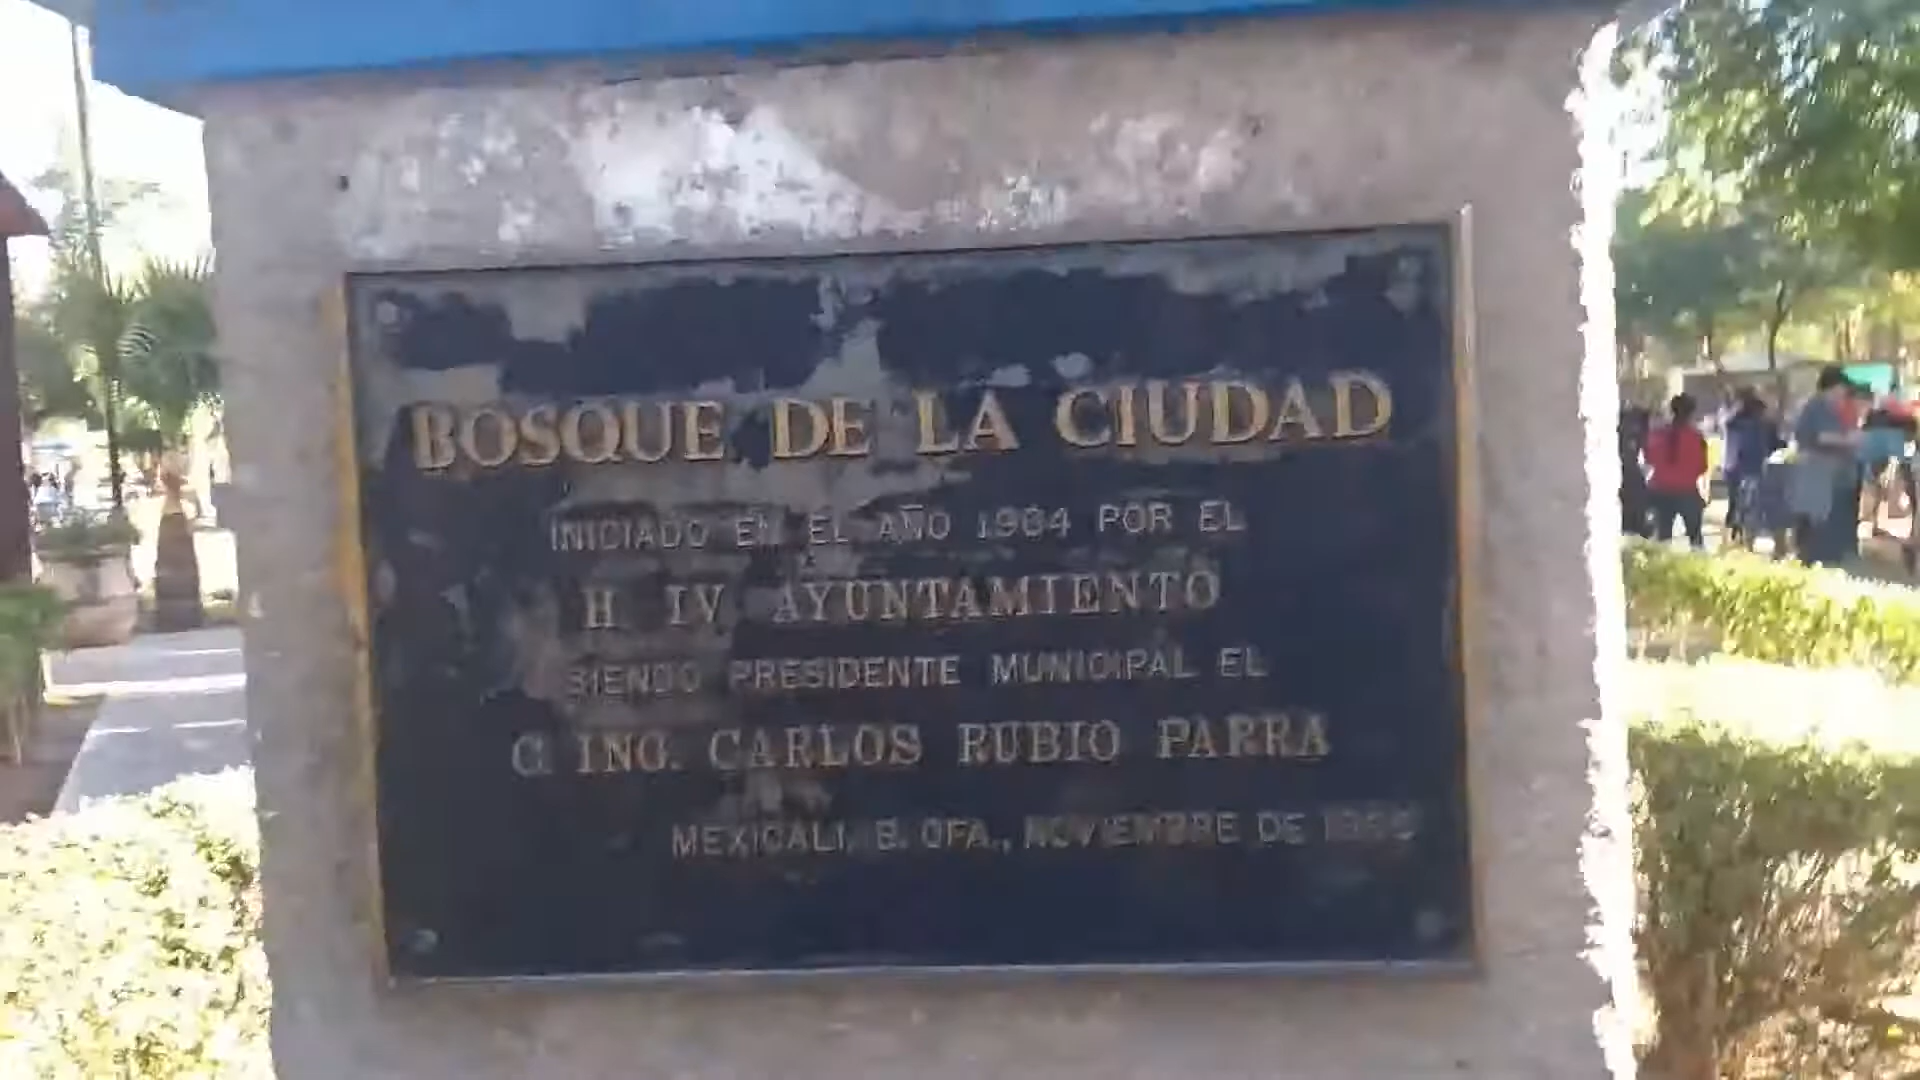 BOSQUE DE LA CIUDAD
INICIADO EN EL AÑO 1964 POR EL
H IV AYUNTAMIENTO
SIENDO PRESIDENTE MUNICIPAL EL
C. ING. CARLOS RUBIO PARRA
MEXICALI, B. CFA., NOVIEMBRE DE